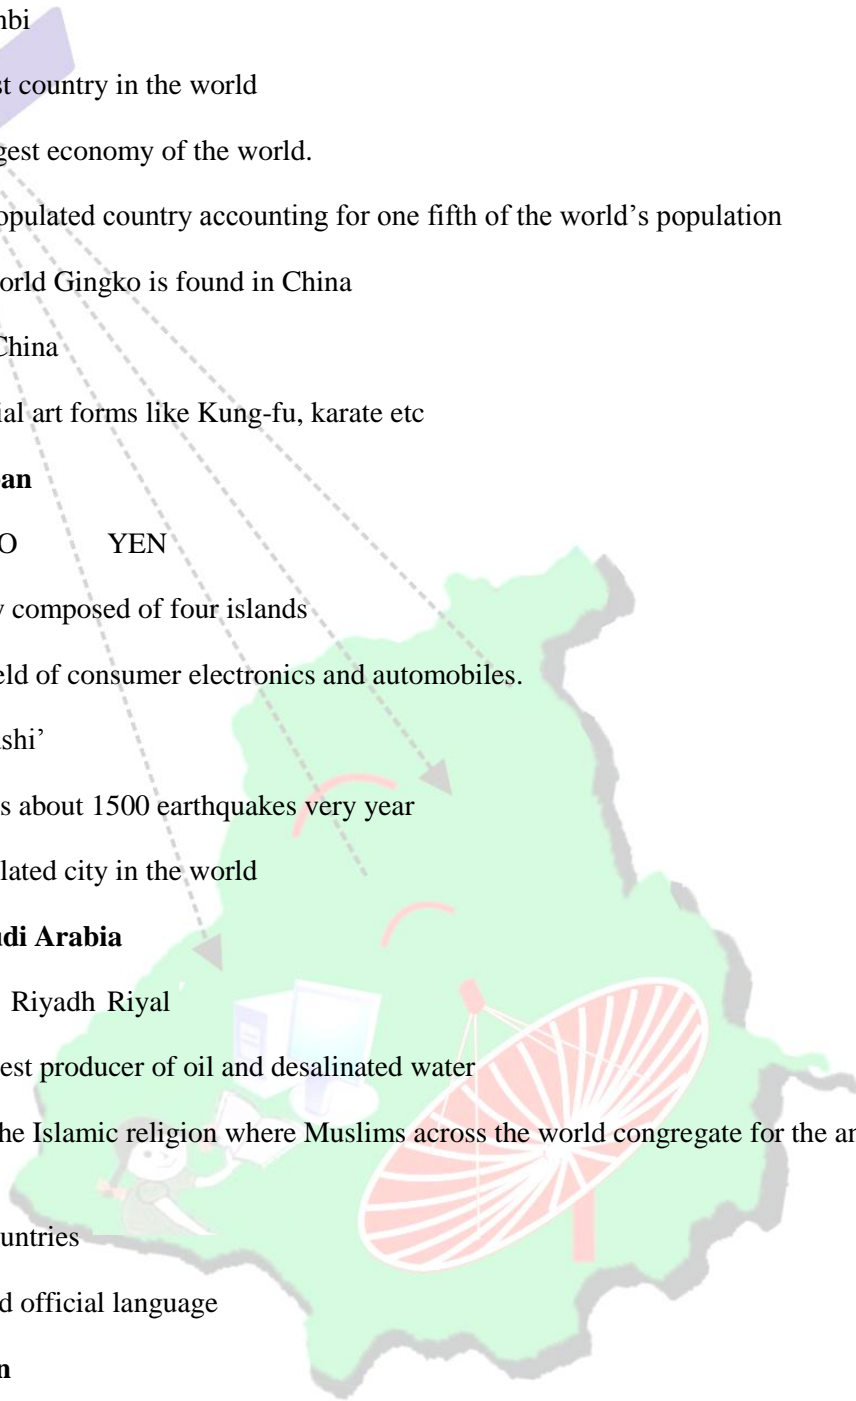 nbi
st country in the world
gest economy of the world.
opulated country accounting for one fifth of the world’s population
orld Gingko is found in China
China
ial art forms like Kung-fu, karate etc
an
O YEN
y composed of four islands
eld of consumer electronics and automobiles.
ushi’
s about 1500 earthquakes very year
lated city in the world
udi Arabia
Riyadh Riyal
est producer of oil and desalinated water
he Islamic religion where Muslims across the world congregate for the an
untries
d official language
n